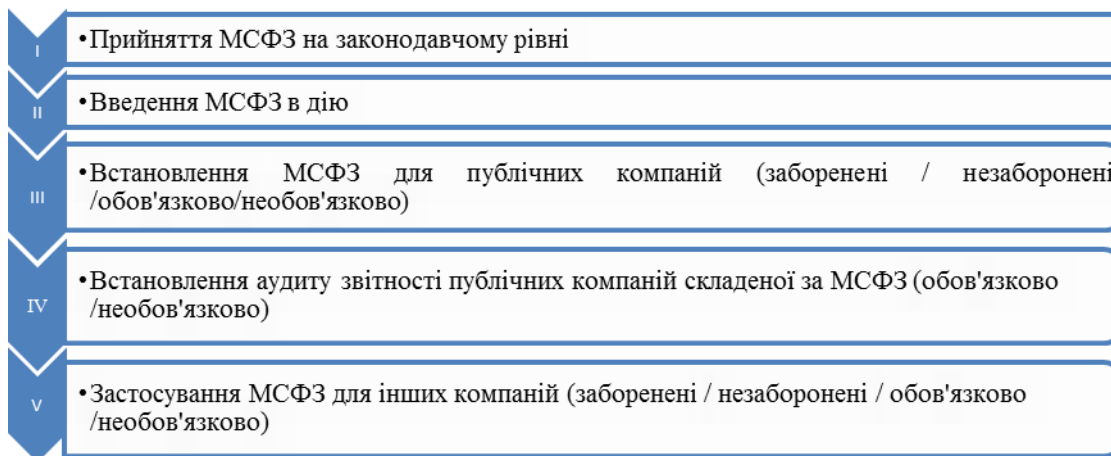 I
•Прийняття МСФЗ на законодавчому рівні
II
•Введення МСФЗ в дію
III
•Встановлення МСФЗ для публічних компаній (заборенені / незаборонені
/обов'язково/необов'язково)
IV
•Встановлення аудиту звітності публічних компаній складеної за МСФЗ (обов'язково
/необов'язково)
V
•Застосування МСФЗ для інших компаній (заборенені / незаборонені / обов'язково
/необов'язково)